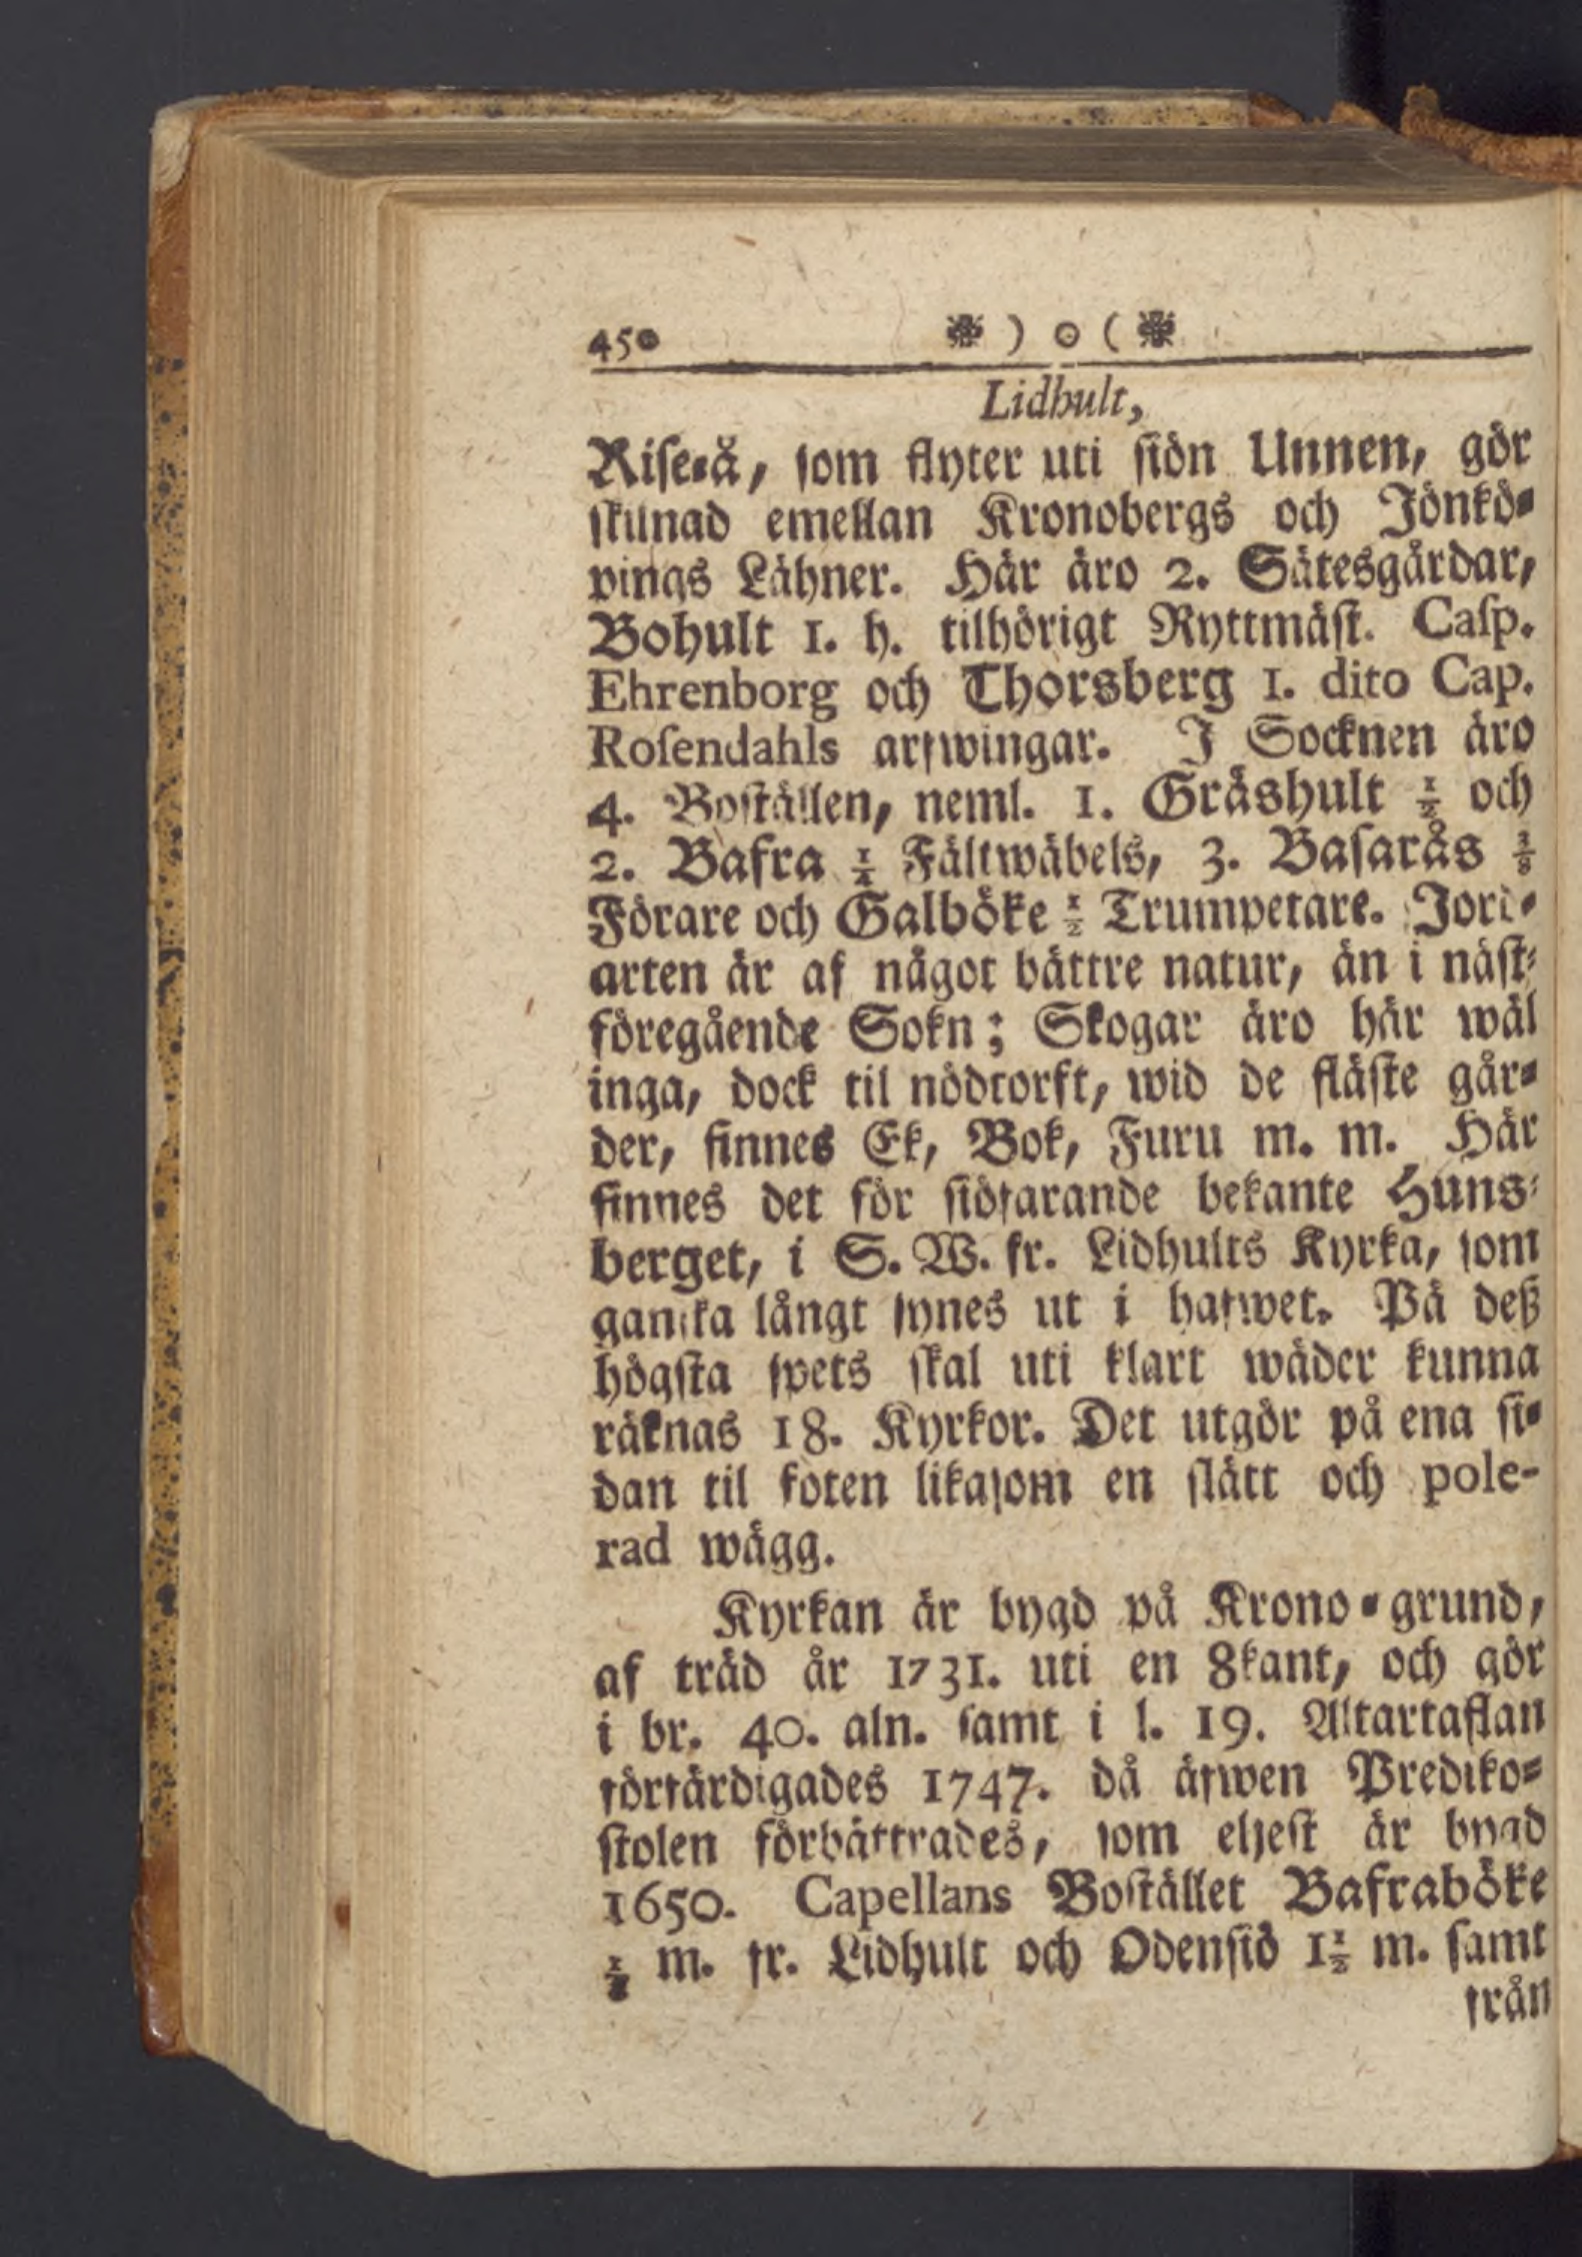 450 ❋ ) ⊙ ( ❋
Lidhult,
Riſe-å, ſom flyter uti ſiön Unnen, gör
ſkilnad emellan Kronobergs och Jönkö-
pings Lähner. Här äro 2. Sätesgårdar,
Bohult 1. h. tilhörigt Ryttmäſt. Caſp.
Ehrenborg och Thorsberg 1. dito Cap.
Roſendahls arfwingar. I Socknen äro
4. Boſtällen, neml. 1. Gräshult ½ och
2. Bafra ¼ Fältwäbels, 3. Baſarås ⅜
Förare och Galböke ½ Trumpetare. Jord-
arten är af något bättre natur, än i näſt-
föregående Sokn; Skogar äro här wäl
inga, dock til nödtorft, wid de fläſte går-
der, finnes Ek, Bok, Furu m. m. Här
finnes det för ſiöfarande bekante Huns-
berget, i S. W. fr. Lidhults Kyrka, ſom
ganſka långt ſynes ut i hafwet. På deß
högſta ſpets ſkal uti klart wäder kunna
räknas 18. Kyrkor. Det utgör på ena ſi-
dan til foten likaſom en ſlätt och pole-
rad wägg.
Kyrkan är bygd på Krono-grund,
af träd år 1731. uti en 8kant, och gör
i br. 40. aln. ſamt i l. 19. Altartaflan
förfärdigades 1747. då äfwen Prediko-
ſtolen förbättrades, ſom eljeſt är bygd
1650. Capellans Boſtället Bafraböke
½ m. fr. Lidhult och Odensiö 1½ m. ſamt
från